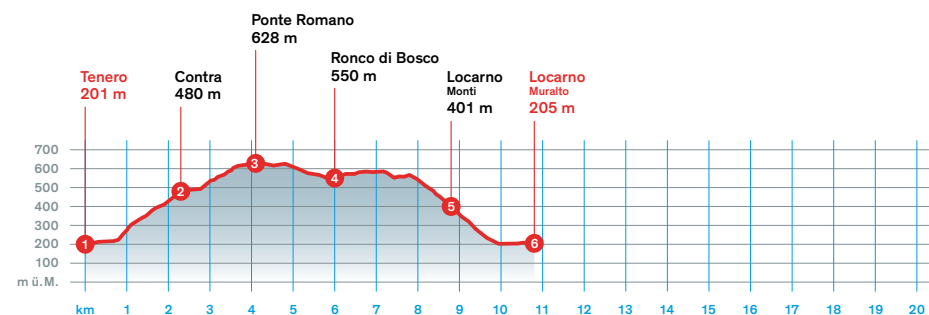 Ponte Romano
628 m
Ronco di Bosco
550 m
Tenero
201 m
Contra
480 m
Locarno
Monti
401 m
Locarno
Muralto
205 m
700
600
500
400
300
200
100
m ü.M.
1
2
3
4
5
6
km 1 2 3 4 5 6 7 8 9 10 11 12 13 14 15 16 17 18 19 20